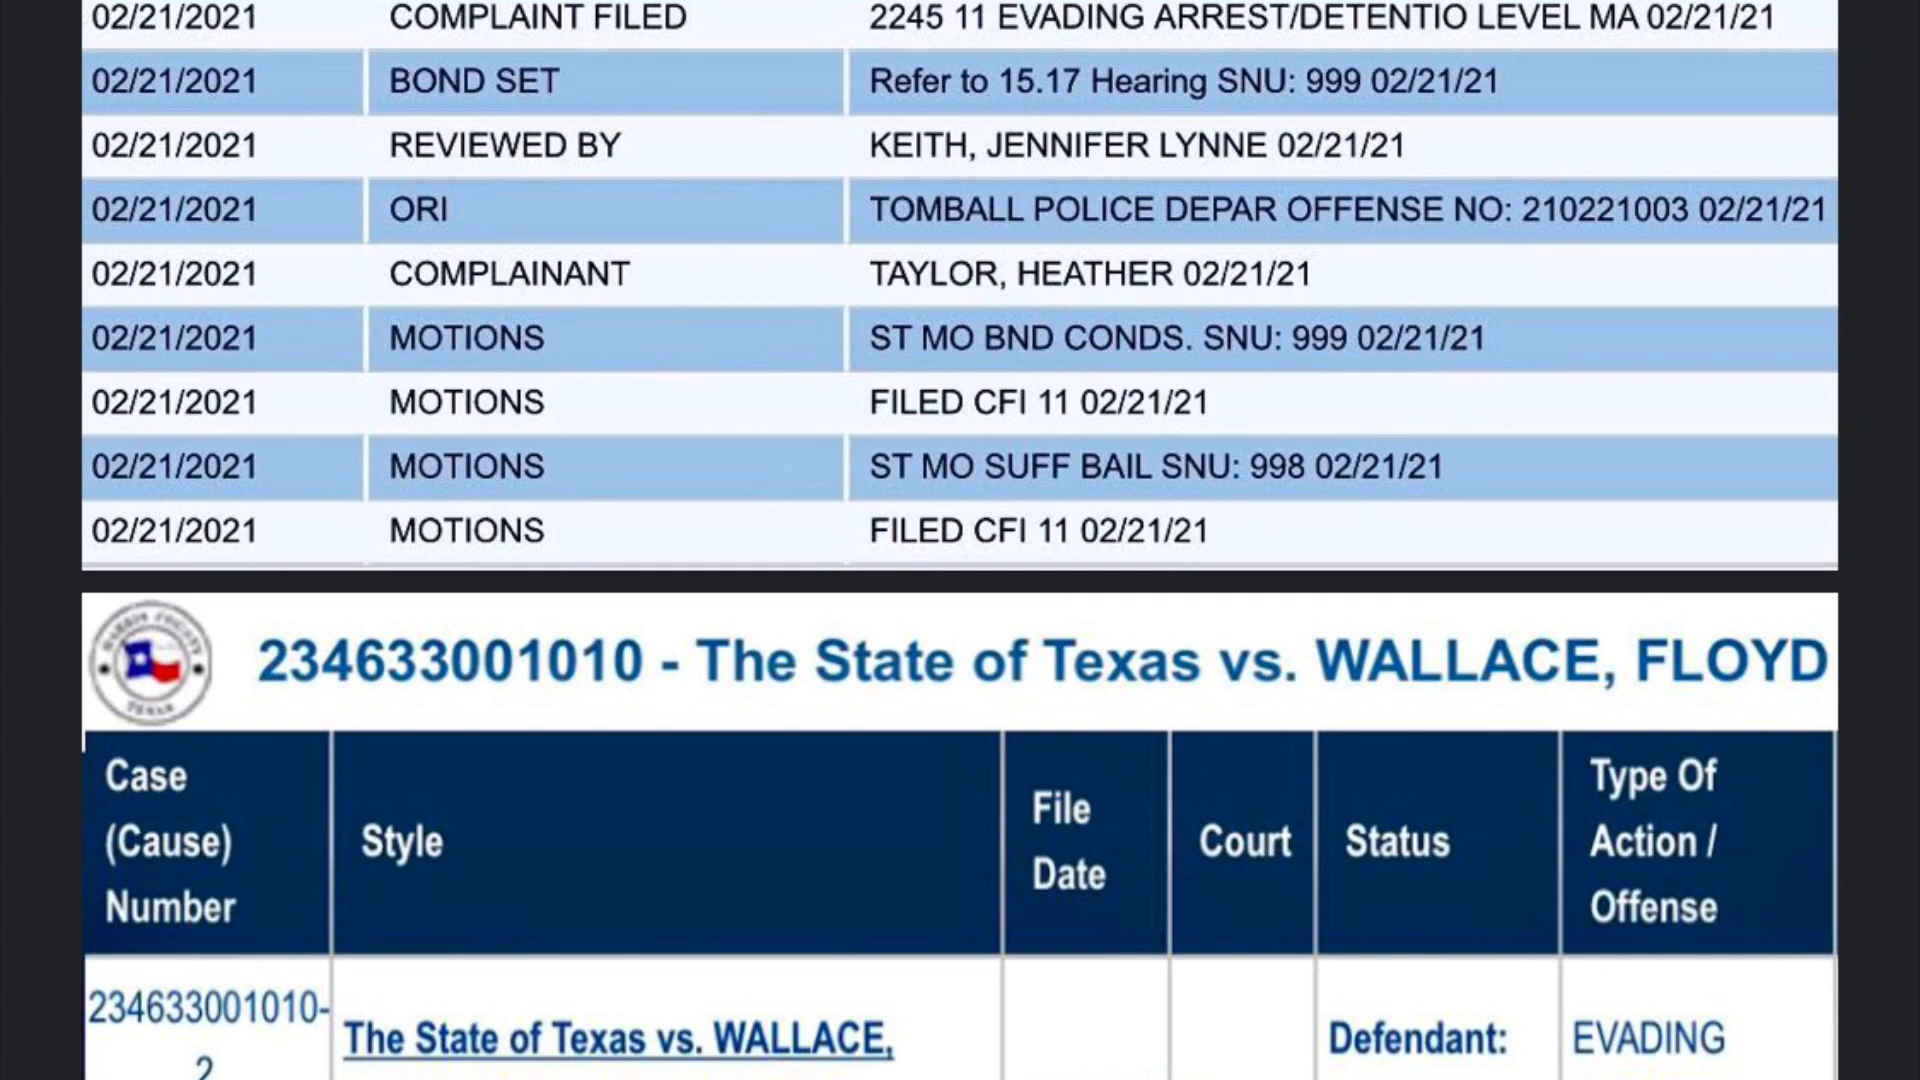 02/21/2021 COMPLAINT FILED 2245 11 EVADING ARREST/DETENTIO LEVEL MA 02/21/21
02/21/2021 BOND SET Refer to 15.17 Hearing SNU: 999 02/21/21
02/21/2021 REVIEWED BY KEITH, JENNIFER LYNNE 02/21/21
02/21/2021 ORI TOMBALL POLICE DEPAR OFFENSE NO: 210221003 02/21/21
02/21/2021 COMPLAINANT TAYLOR, HEATHER 02/21/21
02/21/2021 MOTIONS ST MO BND CONDS. SNU: 999 02/21/21
02/21/2021 MOTIONS FILED CFI 11 02/21/21
02/21/2021 MOTIONS ST MO SUFF BAIL SNU: 998 02/21/21
02/21/2021 MOTIONS FILED CFI 11 02/21/21
HARRIS COUNTY
TEXAS
234633001010 - The State of Texas vs. WALLACE, FLOYD
Case
(Cause)
Number
Style
File
Date
Court
Status
Type Of
Action /
Offense
234633001010-
2
The State of Texas vs. WALLACE,
Defendant:
EVADING